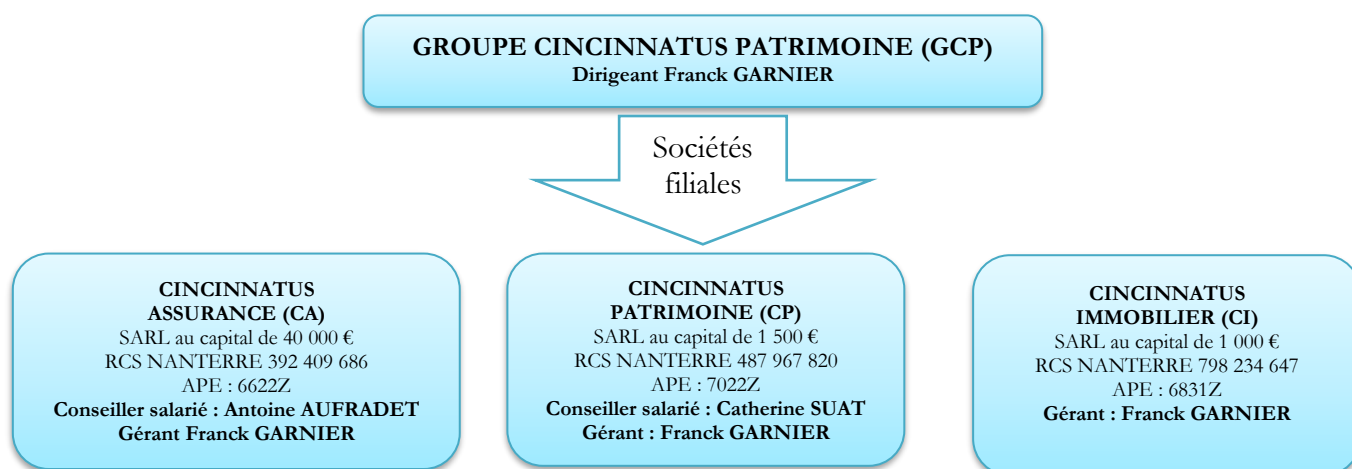 GROUPE CINCINNATUS PATRIMOINE (GCP)
Dirigeant Franck GARNIER
Sociétés
filiales
CINCINNATUS
ASSURANCE (CA)
SARL au capital de 40 000 €
RCS NANTERRE 392 409 686
APE : 6622Z
Conseiller salarié : Antoine AUFRADET
Gérant Franck GARNIER
CINCINNATUS
PATRIMOINE (CP)
SARL au capital de 1 500 €
RCS NANTERRE 487 967 820
APE : 7022Z
Conseiller salarié : Catherine SUAT
Gérant : Franck GARNIER
CINCINNATUS
IMMOBILIER (CI)
SARL au capital de 1 000 €
RCS NANTERRE 798 234 647
APE : 6831Z
Gérant : Franck GARNIER